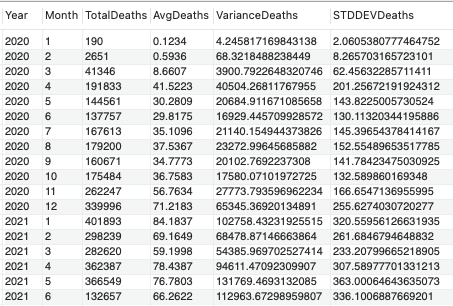 Year Month TotalDeaths AvgDeaths VarianceDeaths STDDEVDeaths
2020 1 190 0.1234 4.245817169843138 2.0605380777464752
2020 2 2651 0.5936 68.3218488238449 8.265703165723101
2020 3 41346 8.6607 3900.7922648320746 62.45632285711411
2020 4 191833 41.5223 40504.26811767955 201.25672191924312
2020 5 144561 30.2809 20684.911671085658 143.8225005730524
2020 6 137757 29.8175 16929.445709928572 130.11320344195886
2020 7 167613 35.1096 21140.154944373826 145.39654378414167
2020 8 179200 37.5367 23272.99645685882 152.55489653517785
2020 9 160671 34.7773 20102.7692237308 141.78423475030925
2020 10 175484 36.7583 17580.07101972725 132.589860169348
2020 11 262247 56.7634 27773.793596962234 166.6547136955995
2020 12 339996 71.2183 65345.36920134891 255.6274030720277
2021 1 401893 84.1837 102758.43231925515 320.55956126631935
2021 2 298239 69.1649 68478.87146663864 261.6846794648832
2021 3 282620 59.1998 54385.969702527414 233.20799665218905
2021 4 362387 78.4387 94611.47092309907 307.58977701331213
2021 5 366549 76.7803 131769.4693132085 363.00064643635073
2021 6 132657 66.2622 112963.67298959807 336.1006887669201